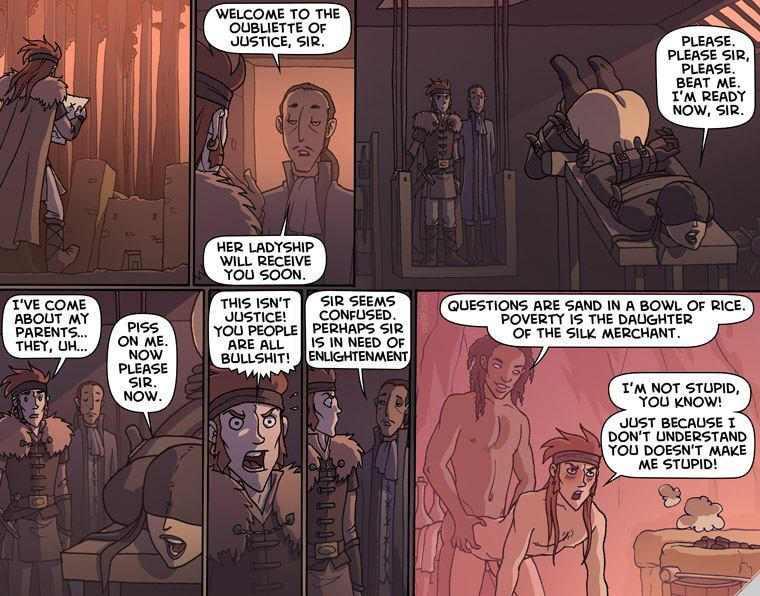 WELCOME TO THE
OUBLIETTE OF
JUSTICE, SIR.
HER LADYSHIP
WILL RECEIVE
YOU SOON.
PLEASE.
PLEASE SIR,
PLEASE.
BEAT ME.
I'M READY
NOW, SIR.
I'VE COME
ABOUT MY
PARENTS...
THEY, UH...
PISS
ON ME.
NOW
PLEASE
SIR.
NOW.
THIS ISN'T
JUSTICE!
YOU PEOPLE
ARE ALL
BULLSHIT!
SIR SEEMS
CONFUSED.
PERHAPS SIR
IS IN NEED OF
ENLIGHTENMENT
QUESTIONS ARE SAND IN A BOWL OF RICE.
POVERTY IS THE DAUGHTER
OF THE SILK MERCHANT.
I'M NOT STUPID,
YOU KNOW!
JUST BECAUSE I
DON'T UNDERSTAND
YOU DOESN'T MAKE
ME STUPID!